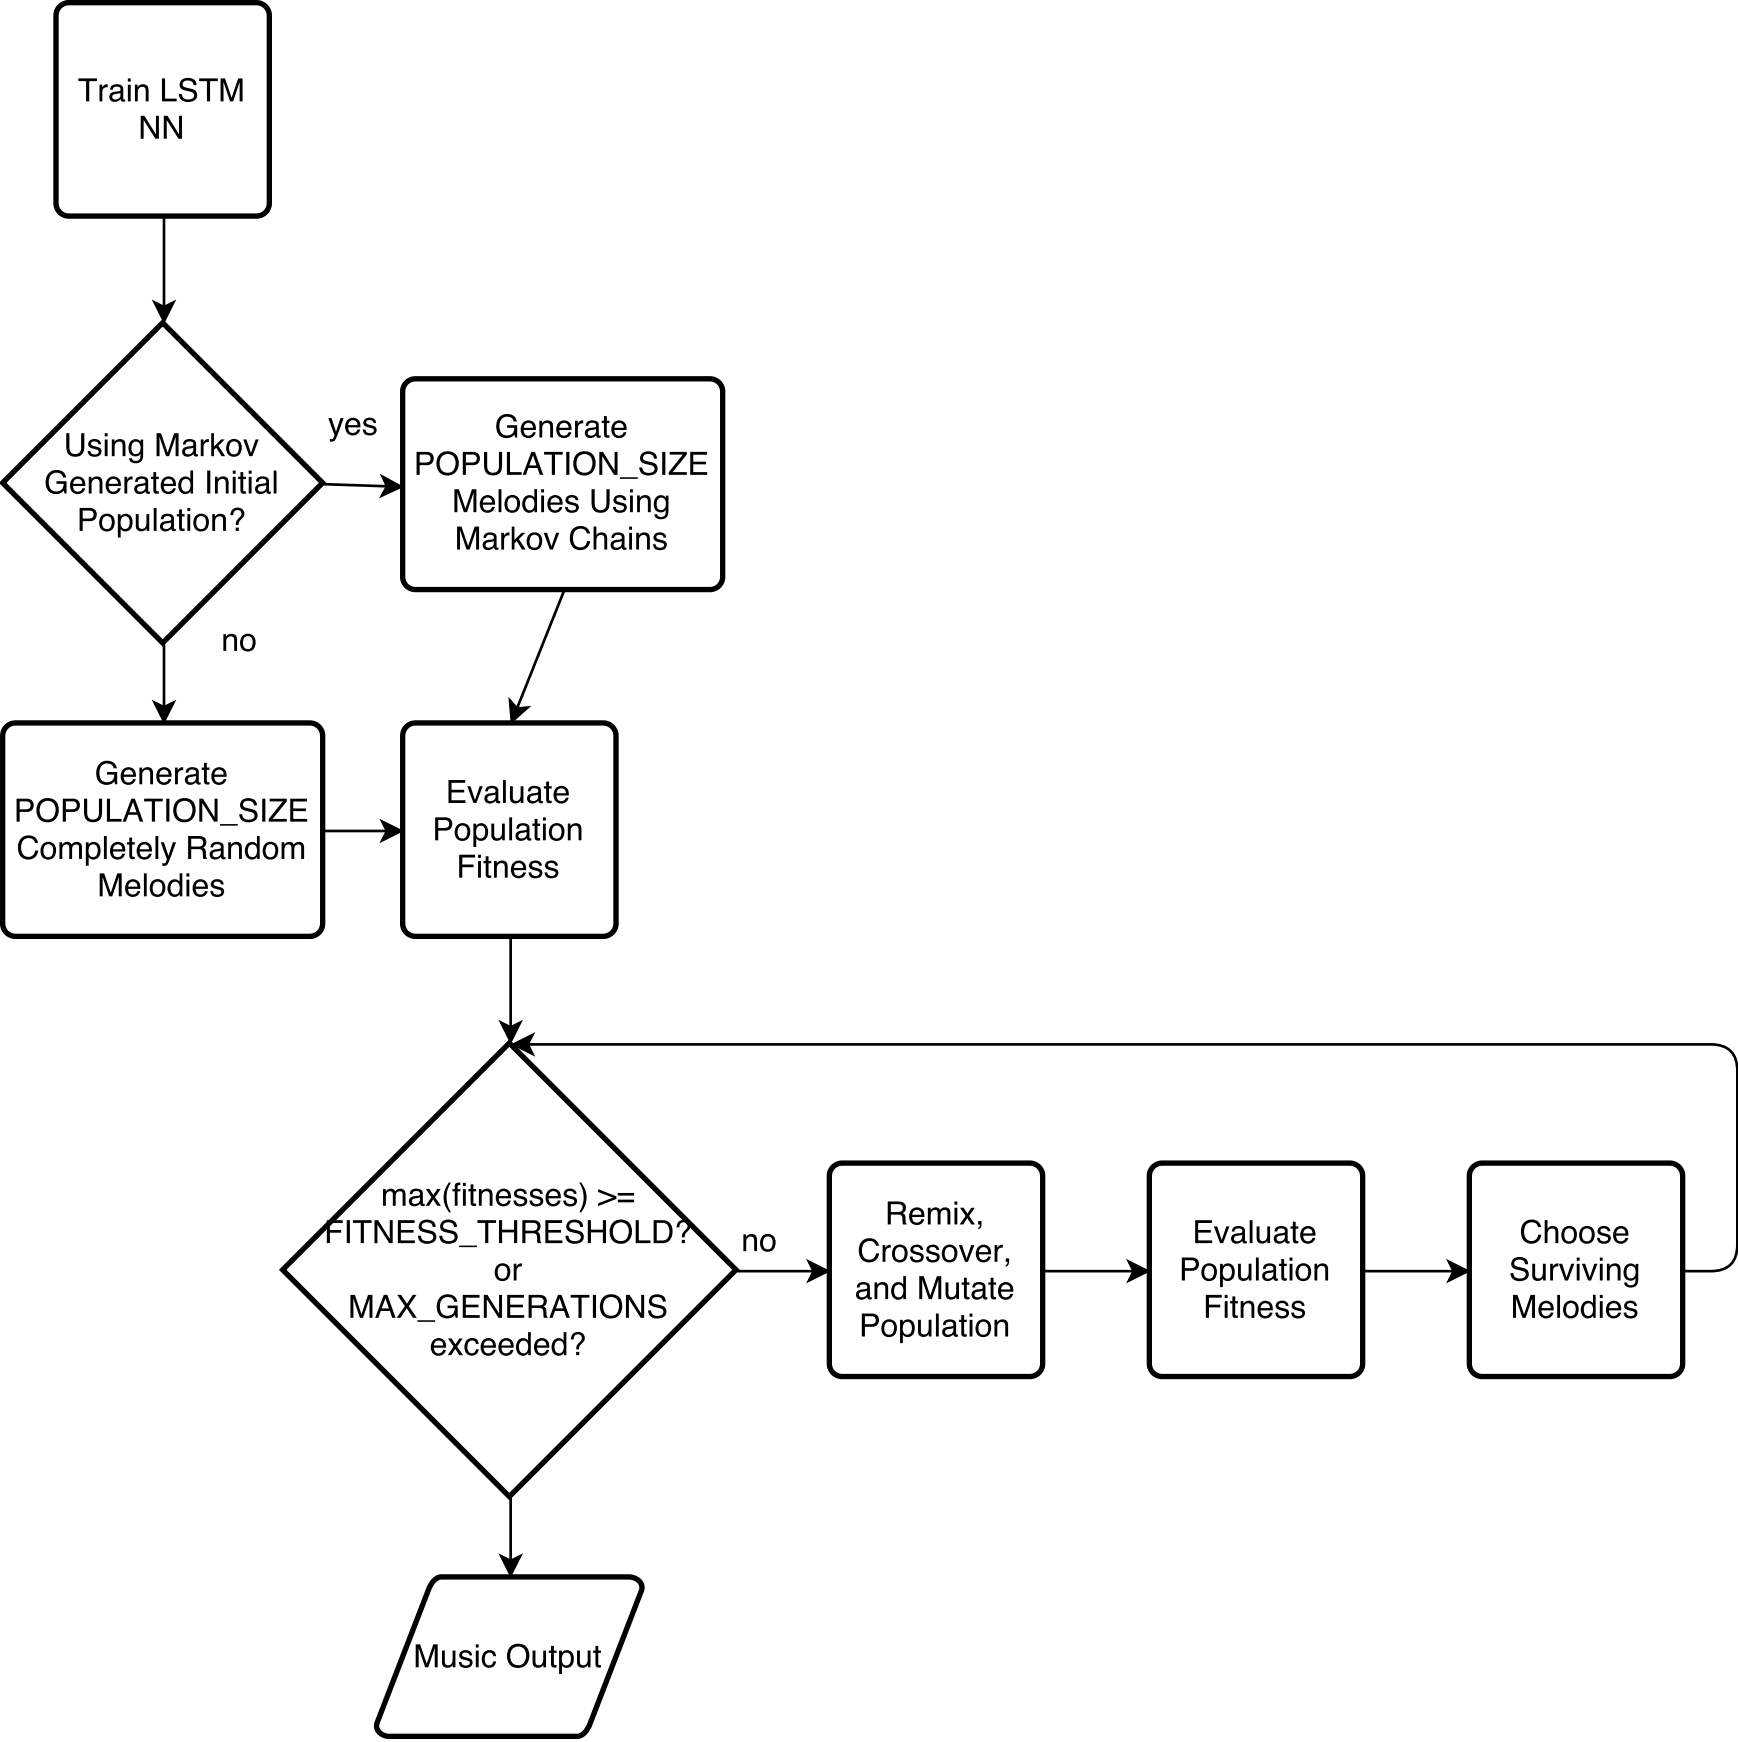 Train LSTM
NN
Using Markov
Generated Initial
Population?
yes
Generate
POPULATION_SIZE
Melodies Using
Markov Chains
no
Generate
POPULATION_SIZE
Completely Random
Melodies
Evaluate
Population
Fitness
max(fitnesses) >=
FITNESS_THRESHOLD?
or
MAX_GENERATIONS
exceeded?
no
Remix,
Crossover,
and Mutate
Population
Evaluate
Population
Fitness
Choose
Surviving
Melodies
Music Output